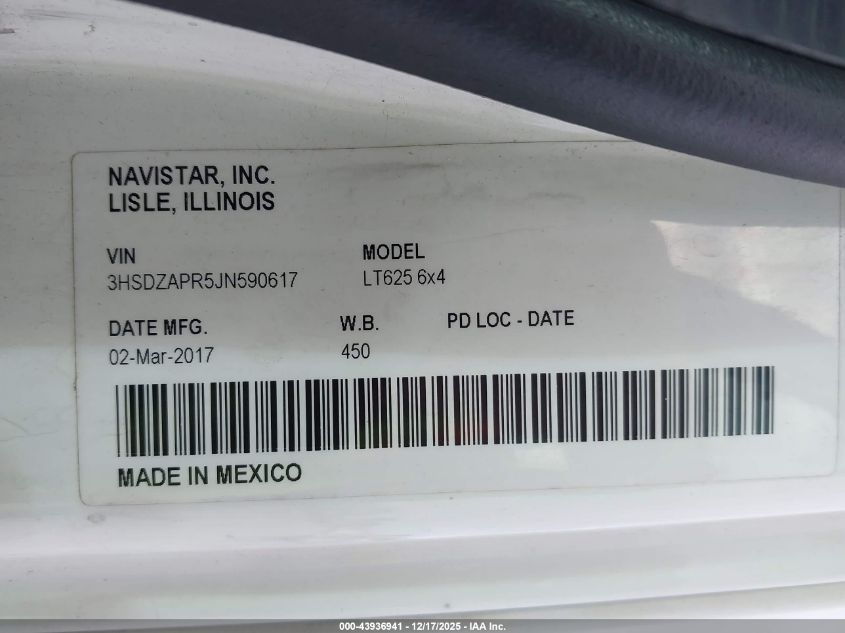 NAVISTAR, INC.
LISLE, ILLINOIS
VIN MODEL
3HSDZAPR5JN590617 LT625 6x4
DATE MFG. W.B. PD LOC - DATE
02-Mar-2017 450
MADE IN MEXICO
000-43936941 - 12/17/2025 - IAA Inc.